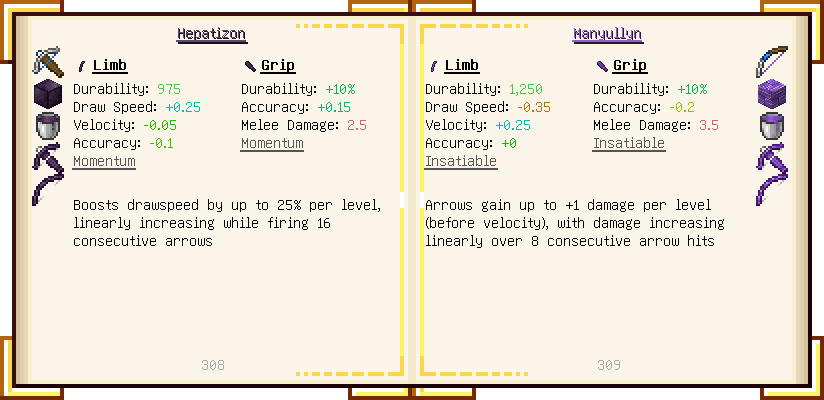 Hepatizon
Limb
Durability: 975
Draw Speed: +0.25
Velocity: -0.05
Accuracy: -0.1
Momentum
Grip
Durability: +10%
Accuracy: +0.15
Melee Damage: 2.5
Momentum
Boosts drawspeed by up to 25% per level,
linearly increasing while firing 16
consecutive arrows
308
Manyullyn
Limb
Durability: 1,250
Draw Speed: -0.35
Velocity: +0.25
Accuracy: +0
Insatiable
Grip
Durability: +10%
Accuracy: -0.2
Melee Damage: 3.5
Insatiable
Arrows gain up to +1 damage per level
(before velocity), with damage increasing
linearly over 8 consecutive arrow hits
309